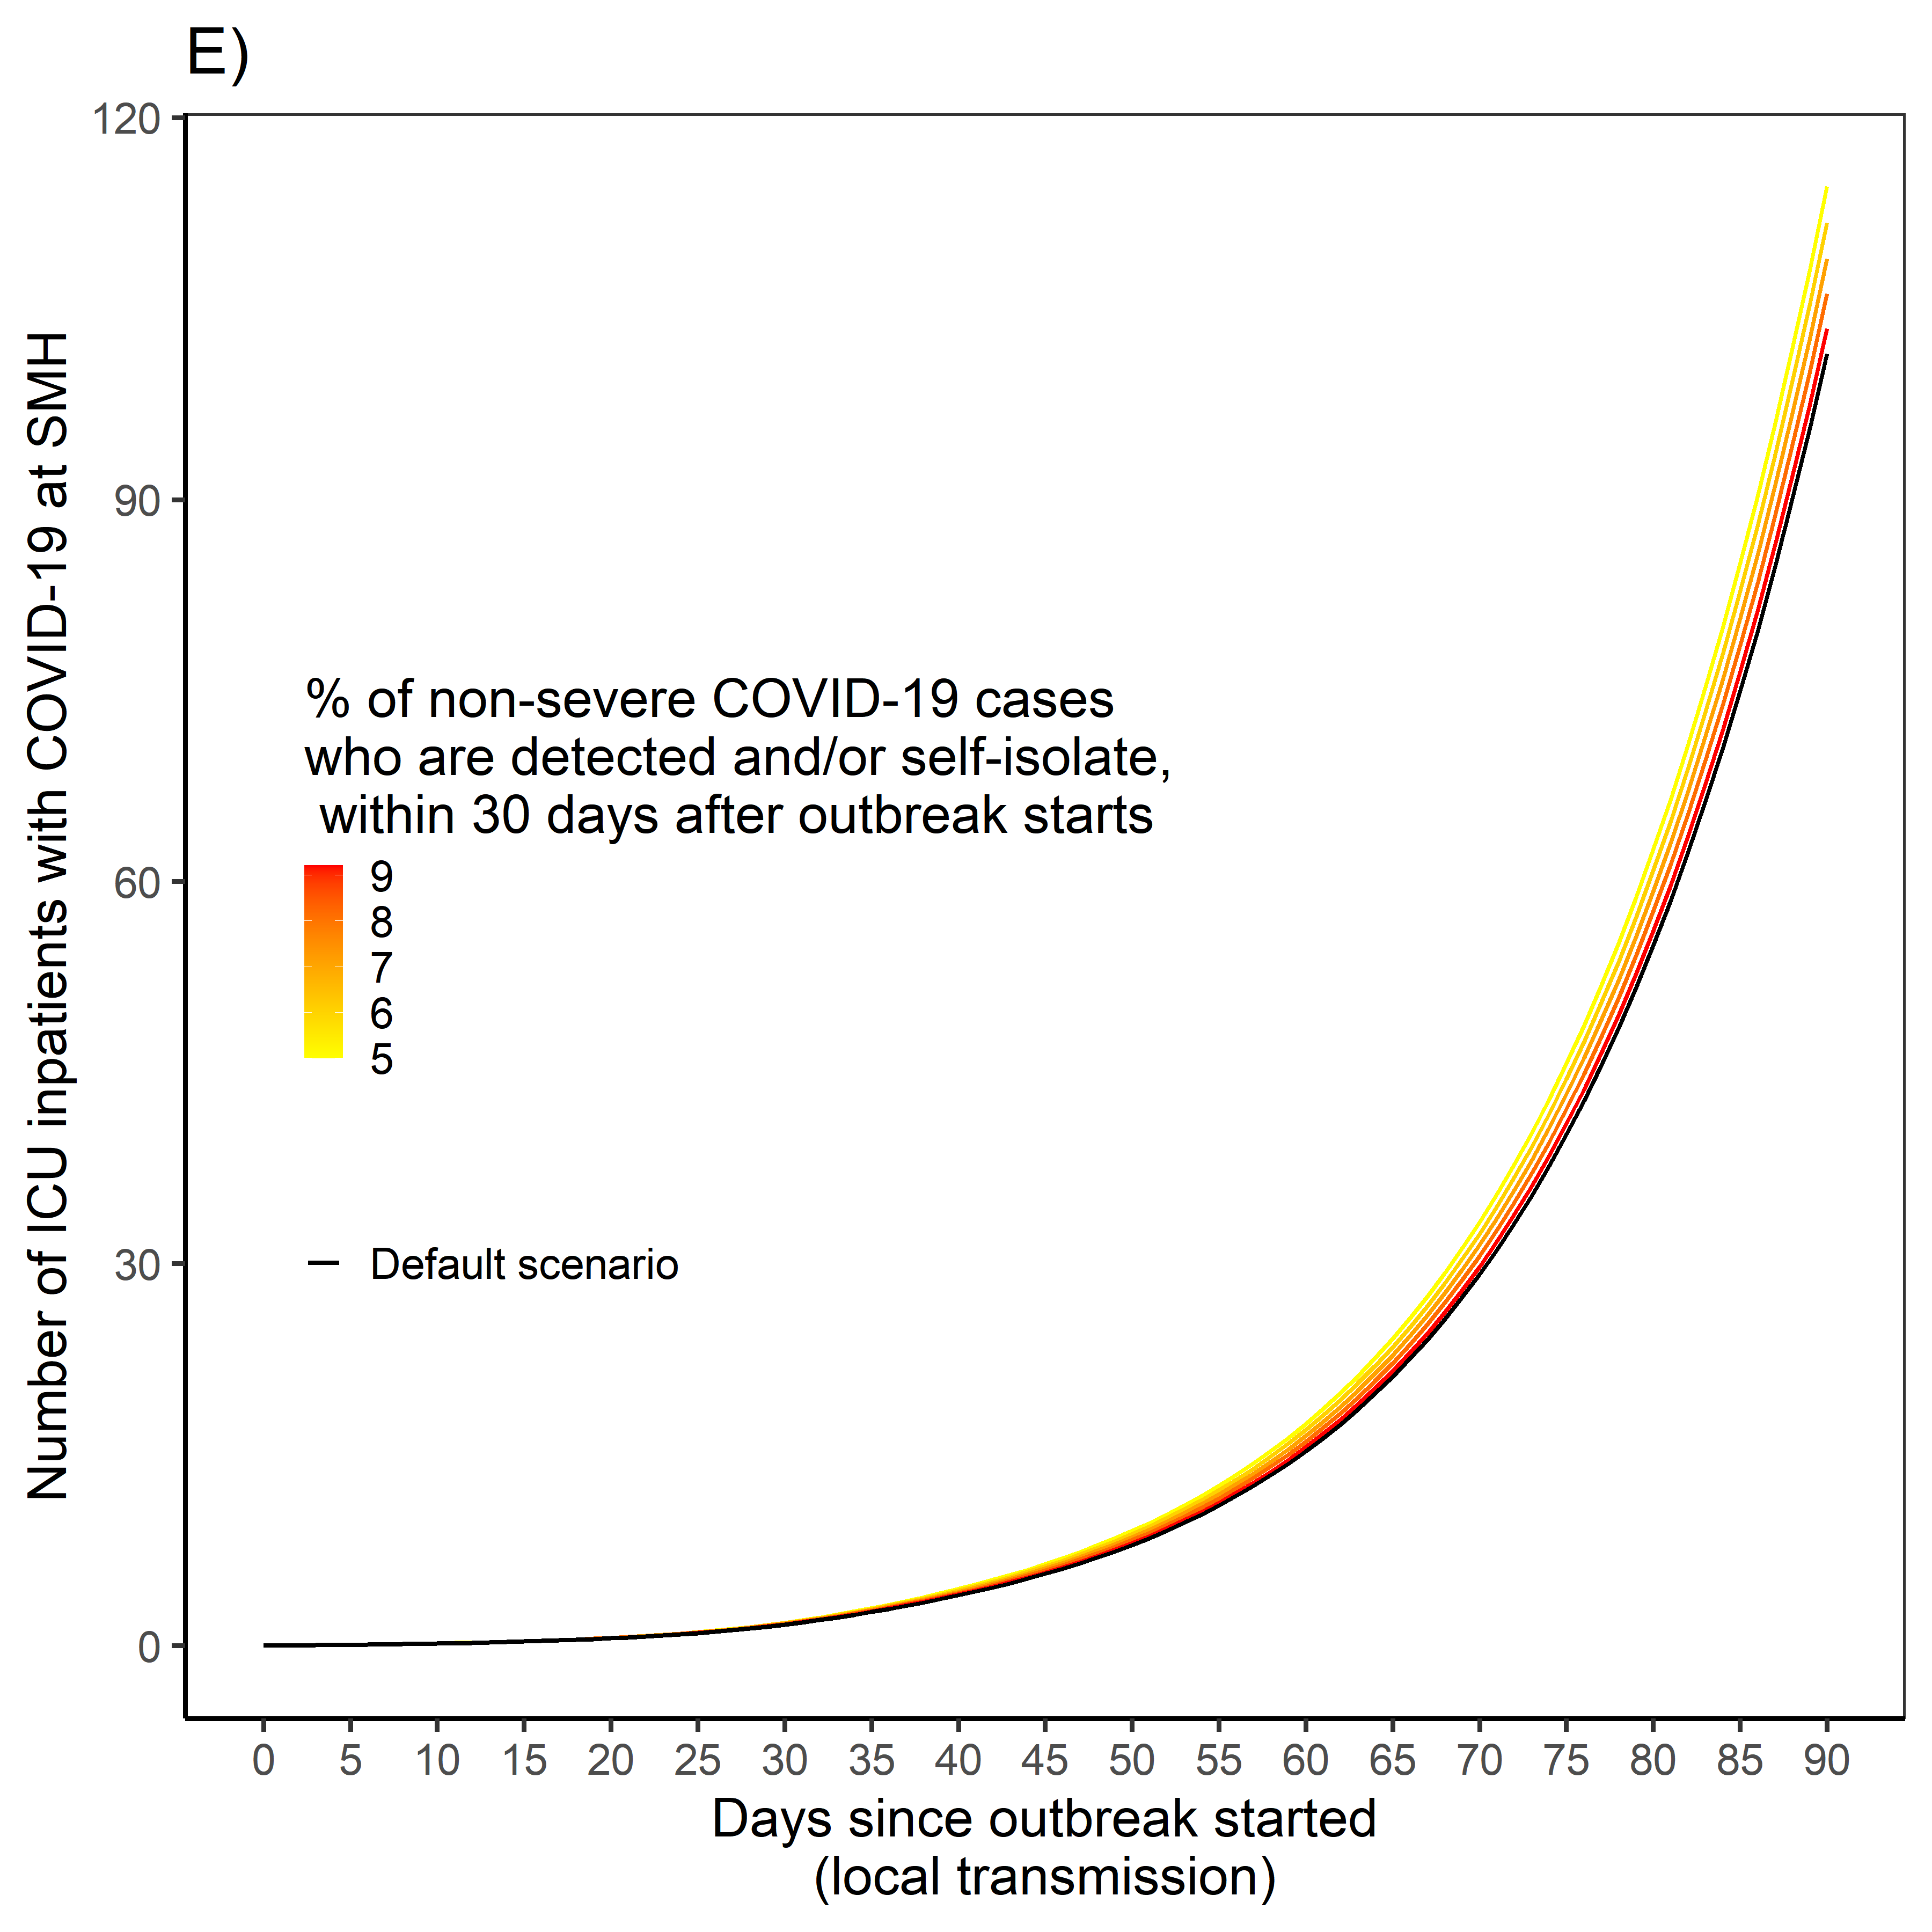 E)
Number of ICU inpatients with COVID-19 at SMH
120
90
60
30
0
% of non-severe COVID-19 cases
who are detected and/or self-isolate,
within 30 days after outbreak starts
9
8
7
6
5
Default scenario
0 5 10 15 20 25 30 35 40 45 50 55 60 65 70 75 80 85 90
Days since outbreak started
(local transmission)